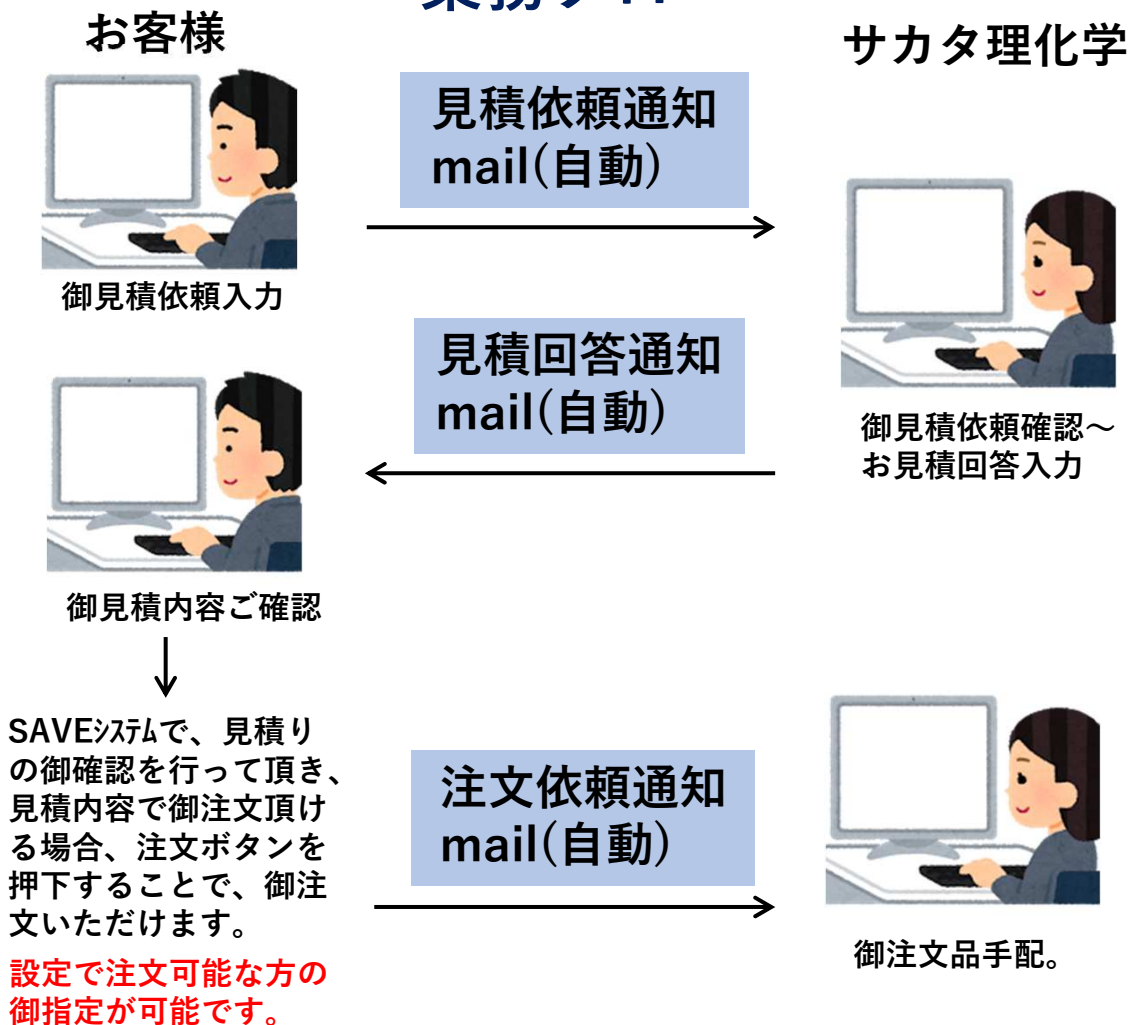 お客様
サカタ理化学
見積依頼通知
mail(自動)
御見積依頼入力
見積回答通知
mail(自動)
御見積依頼確認～
お見積回答入力
御見積内容ご確認
SAVEｼｽﾃﾑで、見積り
の御確認を行って頂き、
見積内容で御注文頂け
る場合、注文ボタンを
押下することで、御注
文いただけます。
設定で注文可能な方の
御指定が可能です。
注文依頼通知
mail(自動)
御注文品手配。